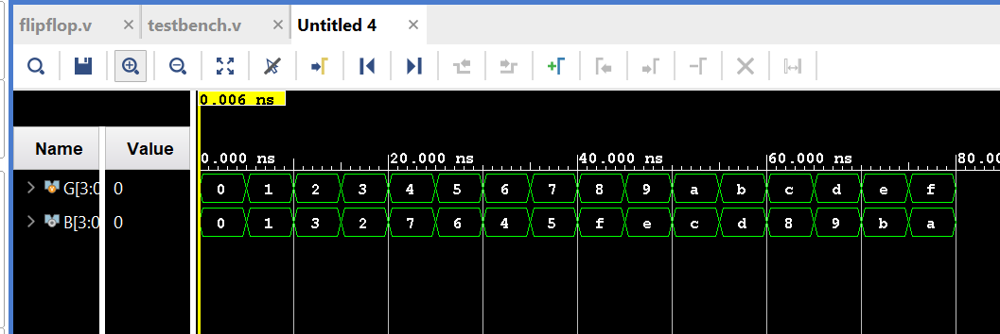 flipflop.v testbench.v Untitled 4
0.006 ns
Name Value 0.000 ns 20.000 ns 40.000 ns 60.000 ns 80.00
G[3:0 0 0 1 2 3 4 5 6 7 8 9 a b c d e f
B[3:0 0 0 1 3 2 7 6 4 5 f e c d 8 9 b a